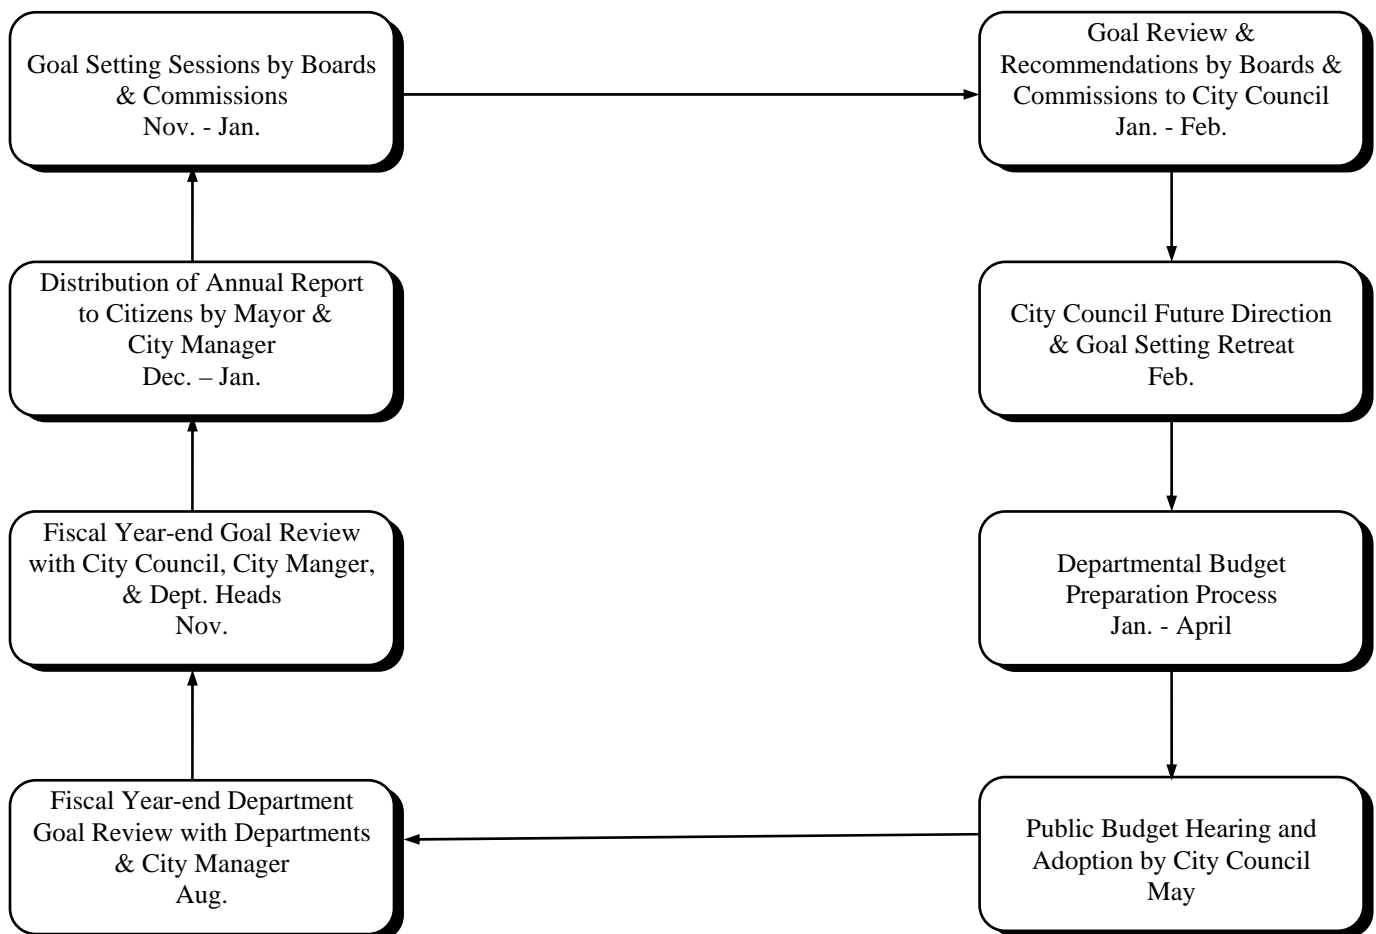 Goal Setting Sessions by Boards
& Commissions
Nov. - Jan.
Goal Review &
Recommendations by Boards &
Commissions to City Council
Jan. - Feb.
Distribution of Annual Report
to Citizens by Mayor &
City Manager
Dec. – Jan.
City Council Future Direction
& Goal Setting Retreat
Feb.
Fiscal Year-end Goal Review
with City Council, City Manger,
& Dept. Heads
Nov.
Departmental Budget
Preparation Process
Jan. - April
Fiscal Year-end Department
Goal Review with Departments
& City Manager
Aug.
Public Budget Hearing and
Adoption by City Council
May